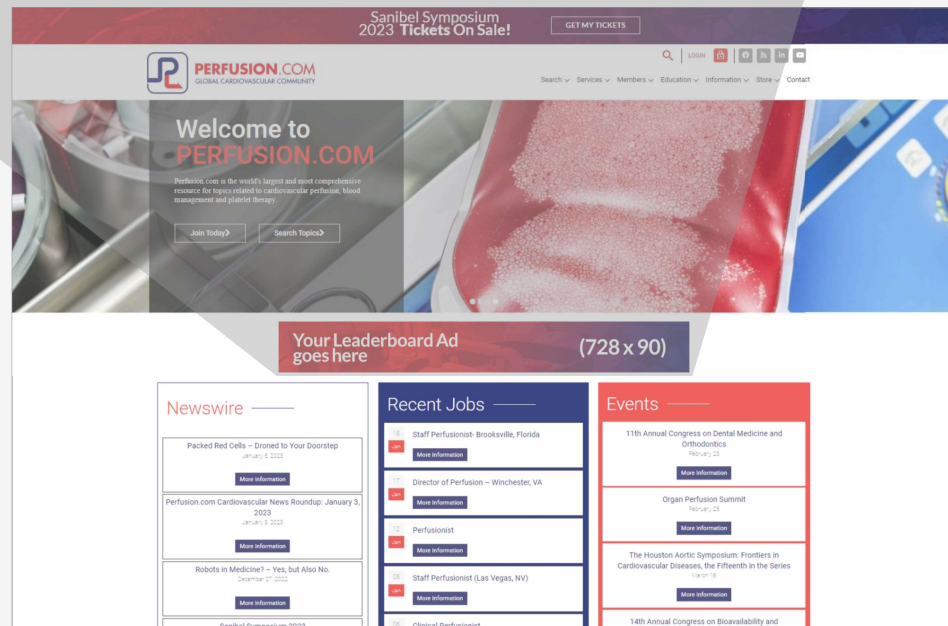 Sanibel Symposium
2023 Tickets On Sale!
GET MY TICKETS
LOGIN
PERFUSION.COM
GLOBAL CARDIOVASCULAR COMMUNITY
Search Services Members Education Information Store Contact
Welcome to
PERFUSION.COM
Perfusion.com is the world's largest and most comprehensive
resource for topics related to cardiovascular perfusion, blood
management and platelet therapy.
Join Today
Search Topics
Your Leaderboard Ad
goes here
(728 x 90)
Newswire
Packed Red Cells – Droned to Your Doorstep
January 6, 2023
More Information
Perfusion.com Cardiovascular News Roundup: January 3,
2023
January 3, 2023
More Information
Robots in Medicine? – Yes, but Also No.
December 27, 2022
More Information
Sanibel Symposium 2023
Recent Jobs
18
Jan
Staff Perfusionist- Brooksville, Florida
More Information
17
Jan
Director of Perfusion – Winchester, VA
More Information
12
Jan
Perfusionist
More Information
Jan
Staff Perfusionist (Las Vegas, NV)
More Information
Clinical Perfusionist
Events
11th Annual Congress on Dental Medicine and
Orthodontics
February 23
More Information
Organ Perfusion Summit
February 25
More Information
The Houston Aortic Symposium: Frontiers in
Cardiovascular Diseases, the Fifteenth in the Series
March 16
More Information
14th Annual Congress on Bioavailability and